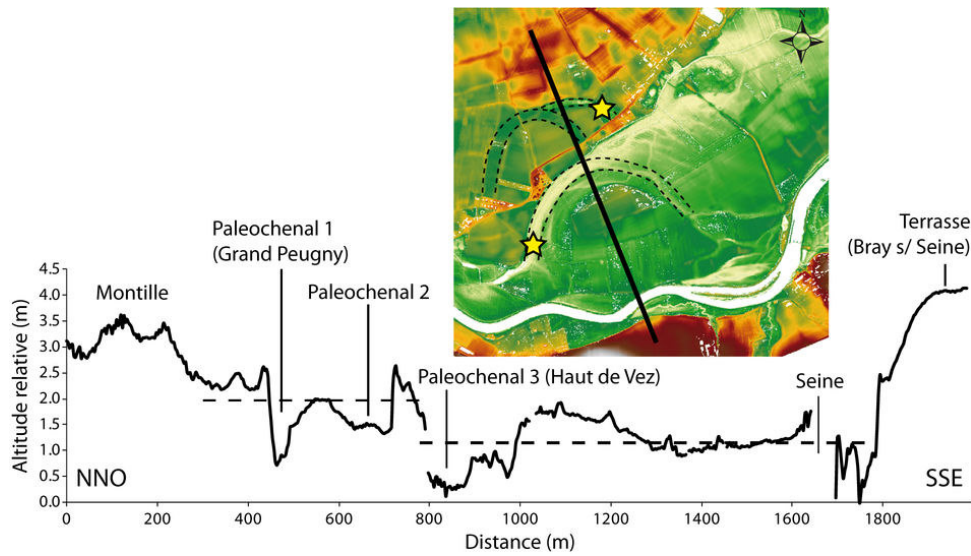 N
Terrasse
(Bray s/ Seine)
Paleochenal 1
(Grand Peugny)
Montille
Paleochenal 2
Paleochenal 3 (Haut de Vez)
Seine
NNO
SSE
Altitude relative (m)
4.5
4.0
3.5
3.0
2.5
2.0
1.5
1.0
0.5
0.0
0
200
400
600
800
1000
1200
1400
1600
1800
Distance (m)